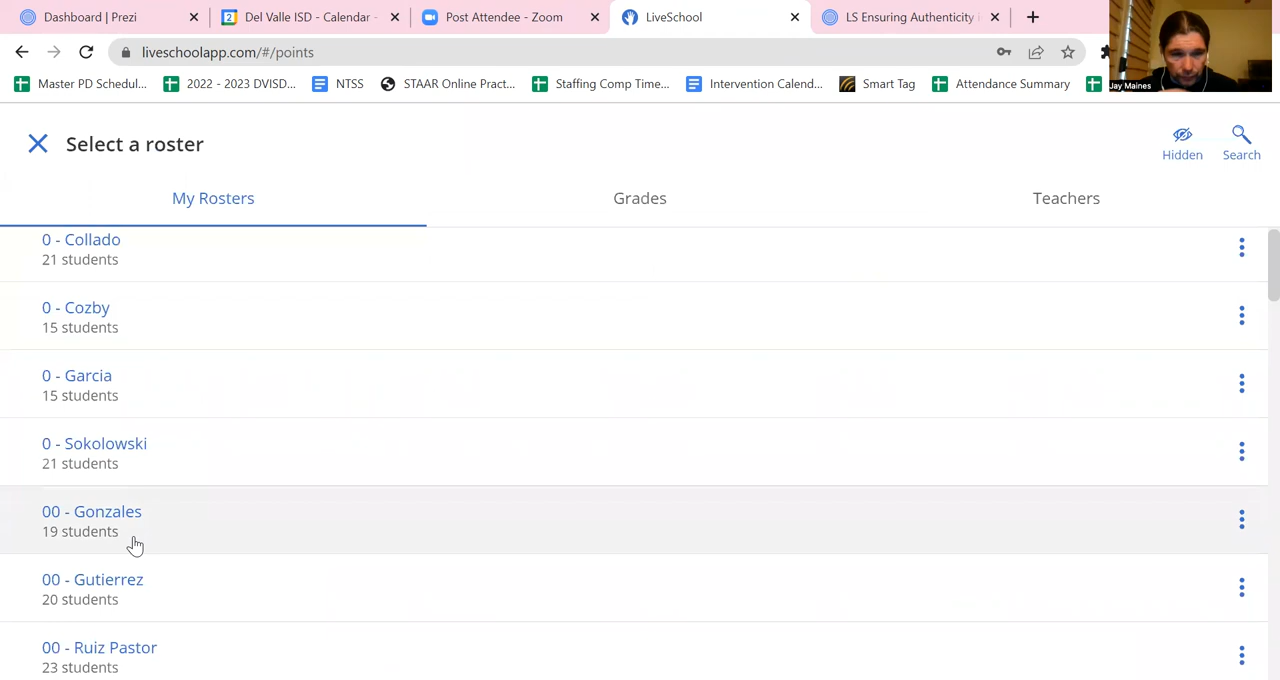 Dashboard | Prezi
Del Valle ISD - Calendar -
Post Attendee - Zoom
LiveSchool
LS Ensuring Authenticity i
liveschoolapp.com/#/points
Master PD Schedul...
2022 - 2023 DVISD...
NTSS
STAAR Online Pract...
Staffing Comp Time...
Intervention Calend...
Smart Tag
Attendance Summary
Jay Maines
Select a roster
Hidden
Search
My Rosters
Grades
Teachers
0 - Collado
21 students
0 - Cozby
15 students
0 - Garcia
15 students
0 - Sokolowski
21 students
00 - Gonzales
19 students
00 - Gutierrez
20 students
00 - Ruiz Pastor
23 students